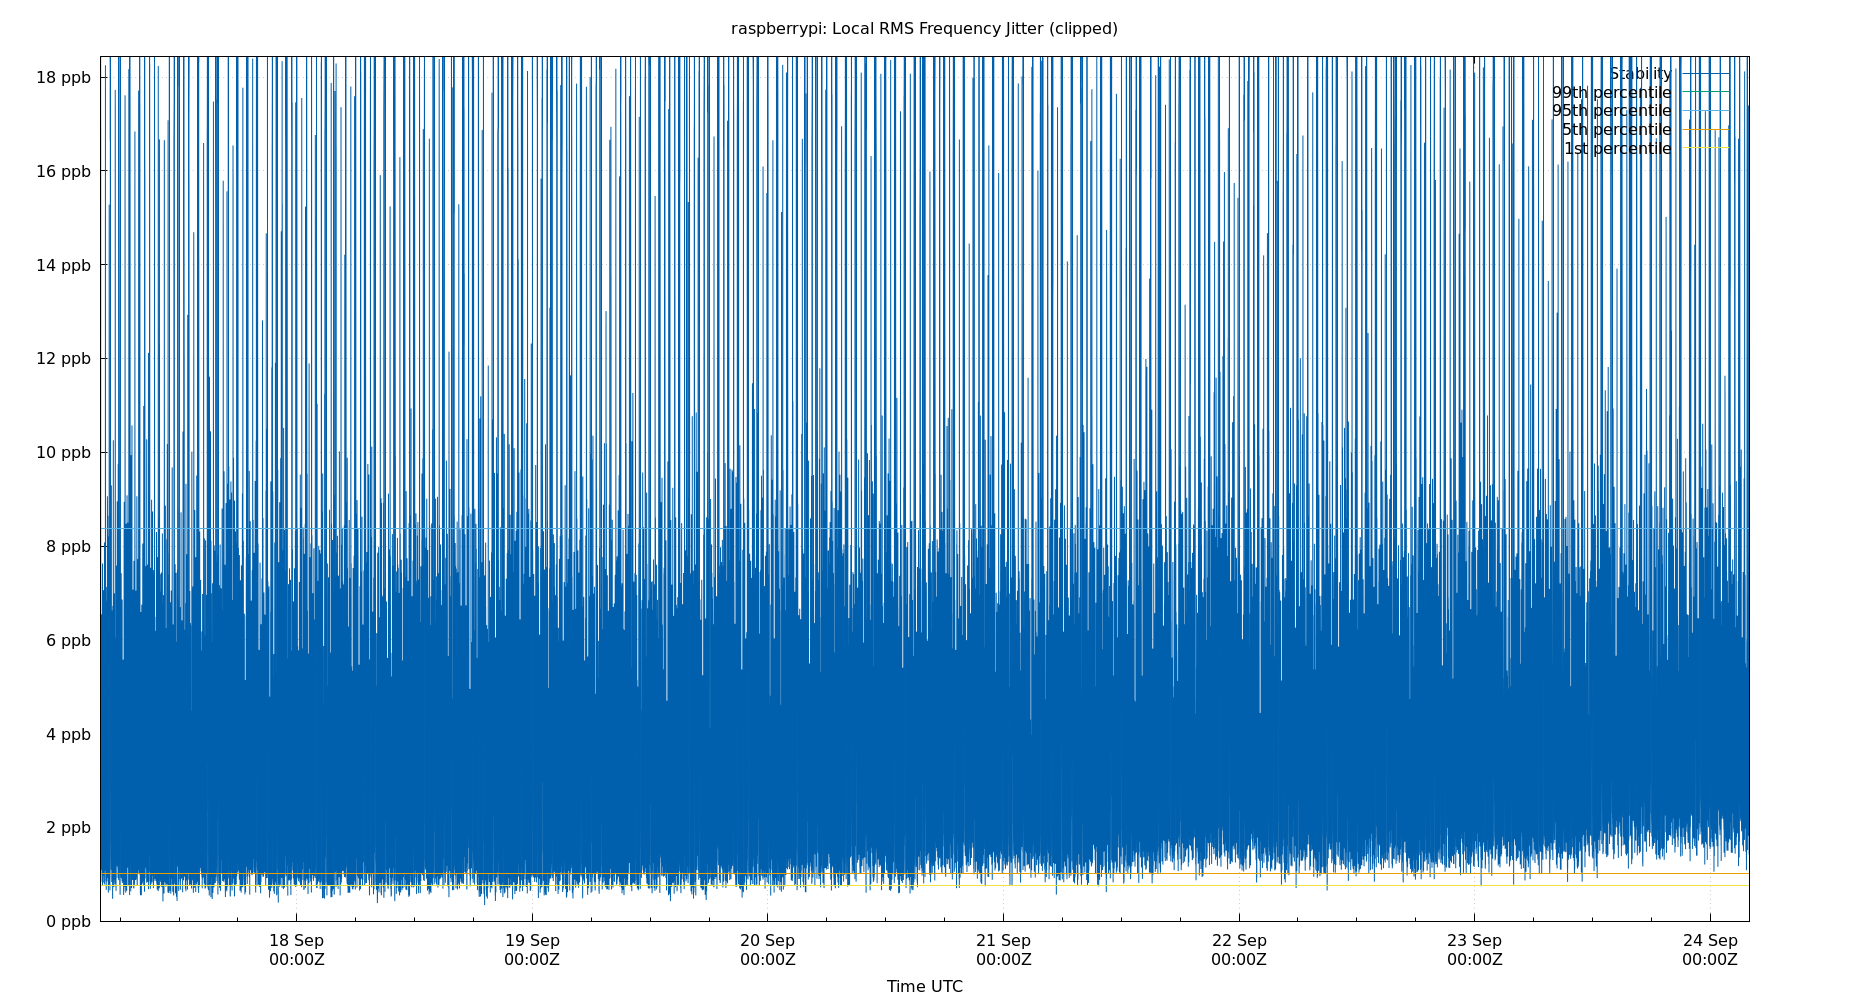 raspberrypi: Local RMS Frequency Jitter (clipped)
18 ppb
16 ppb
14 ppb
12 ppb
10 ppb
8 ppb
6 ppb
4 ppb
2 ppb
0 ppb
Stability
99th percentile
95th percentile
5th percentile
1st percentile
18 Sep 19 Sep 20 Sep 21 Sep 22 Sep 23 Sep 24 Sep
00:00Z 00:00Z 00:00Z 00:00Z 00:00Z 00:00Z 00:00Z
Time UTC